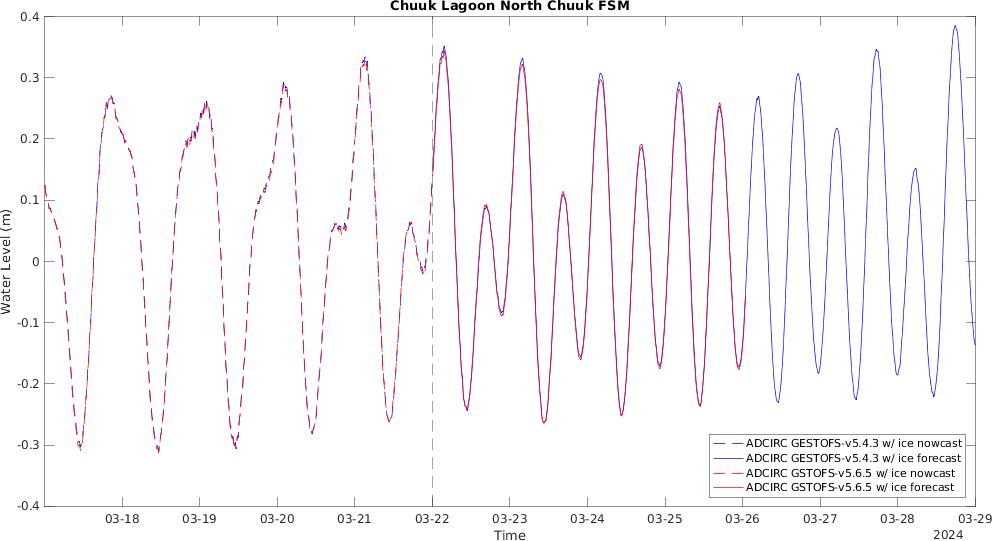 Chuuk Lagoon North Chuuk FSM
Water Level (m)
0.4
0.3
0.2
0.1
0
-0.1
-0.2
-0.3
-0.4
ADCIRC GESTOFS-v5.4.3 w/ ice nowcast
ADCIRC GESTOFS-v5.4.3 w/ ice forecast
ADCIRC GSTOFS-v5.6.5 w/ ice nowcast
ADCIRC GSTOFS-v5.6.5 w/ ice forecast
03-18 03-19 03-20 03-21 03-22 03-23 03-24 03-25 03-26 03-27 03-28 03-29
Time
2024